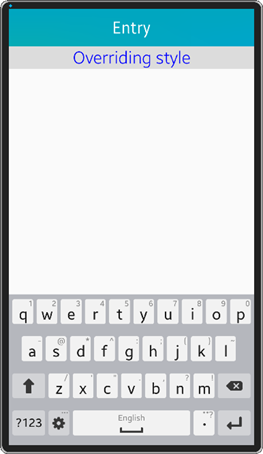 Entry
Overriding style
1 2 3 4 5 6 7 8 9 0
q w e r t y u i o p
a s d f g h j k l
z x c v b n m
?123 English .